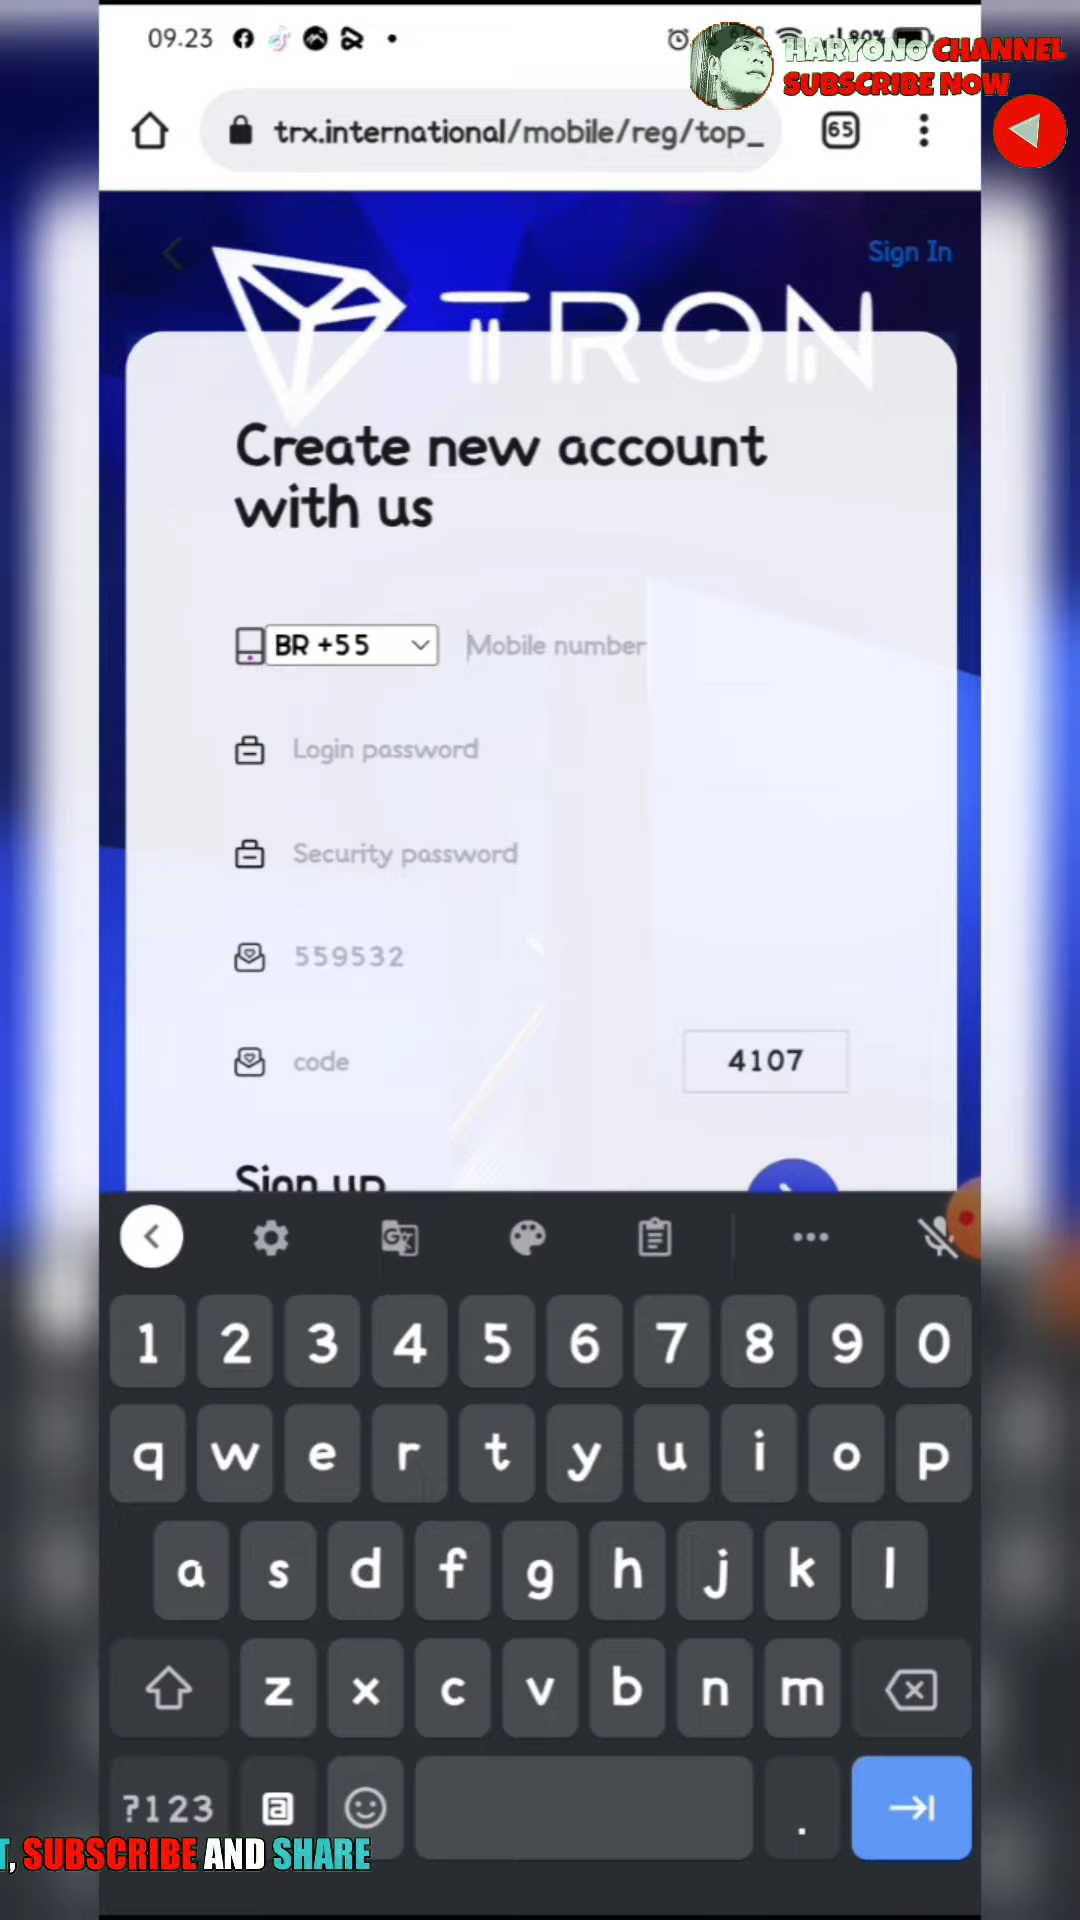 09.23
80%
HARYONO CHANNEL
SUBSCRIBE NOW
trx.international/mobile/reg/top_
65
Sign In
TRON
Create new account
with us
BR +55
Mobile number
Login password
Security password
559532
code
4107
Sign up
1 2 3 4 5 6 7 8 9 0
q w e r t y u i o p
a s d f g h j k l
z x c v b n m
?123
a
.
T, SUBSCRIBE AND SHARE